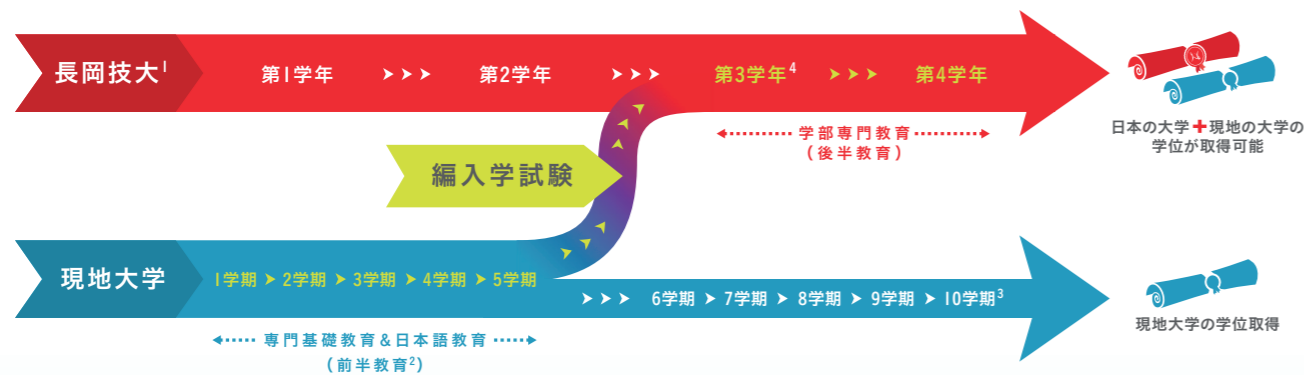 長岡技大1
第1学年 ➤➤➤ 第2学年 ➤➤➤ 第3学年4 ➤➤➤ 第4学年
学部専門教育
(後半教育)
日本の大学+現地の大学の
学位が取得可能
編入学試験
現地大学
1学期 ➤ 2学期 ➤ 3学期 ➤ 4学期 ➤ 5学期
➤➤➤ 6学期 ➤ 7学期 ➤ 8学期 ➤ 9学期 ➤ 10学期3
専門基礎教育&日本語教育
(前半教育2)
現地大学の学位取得